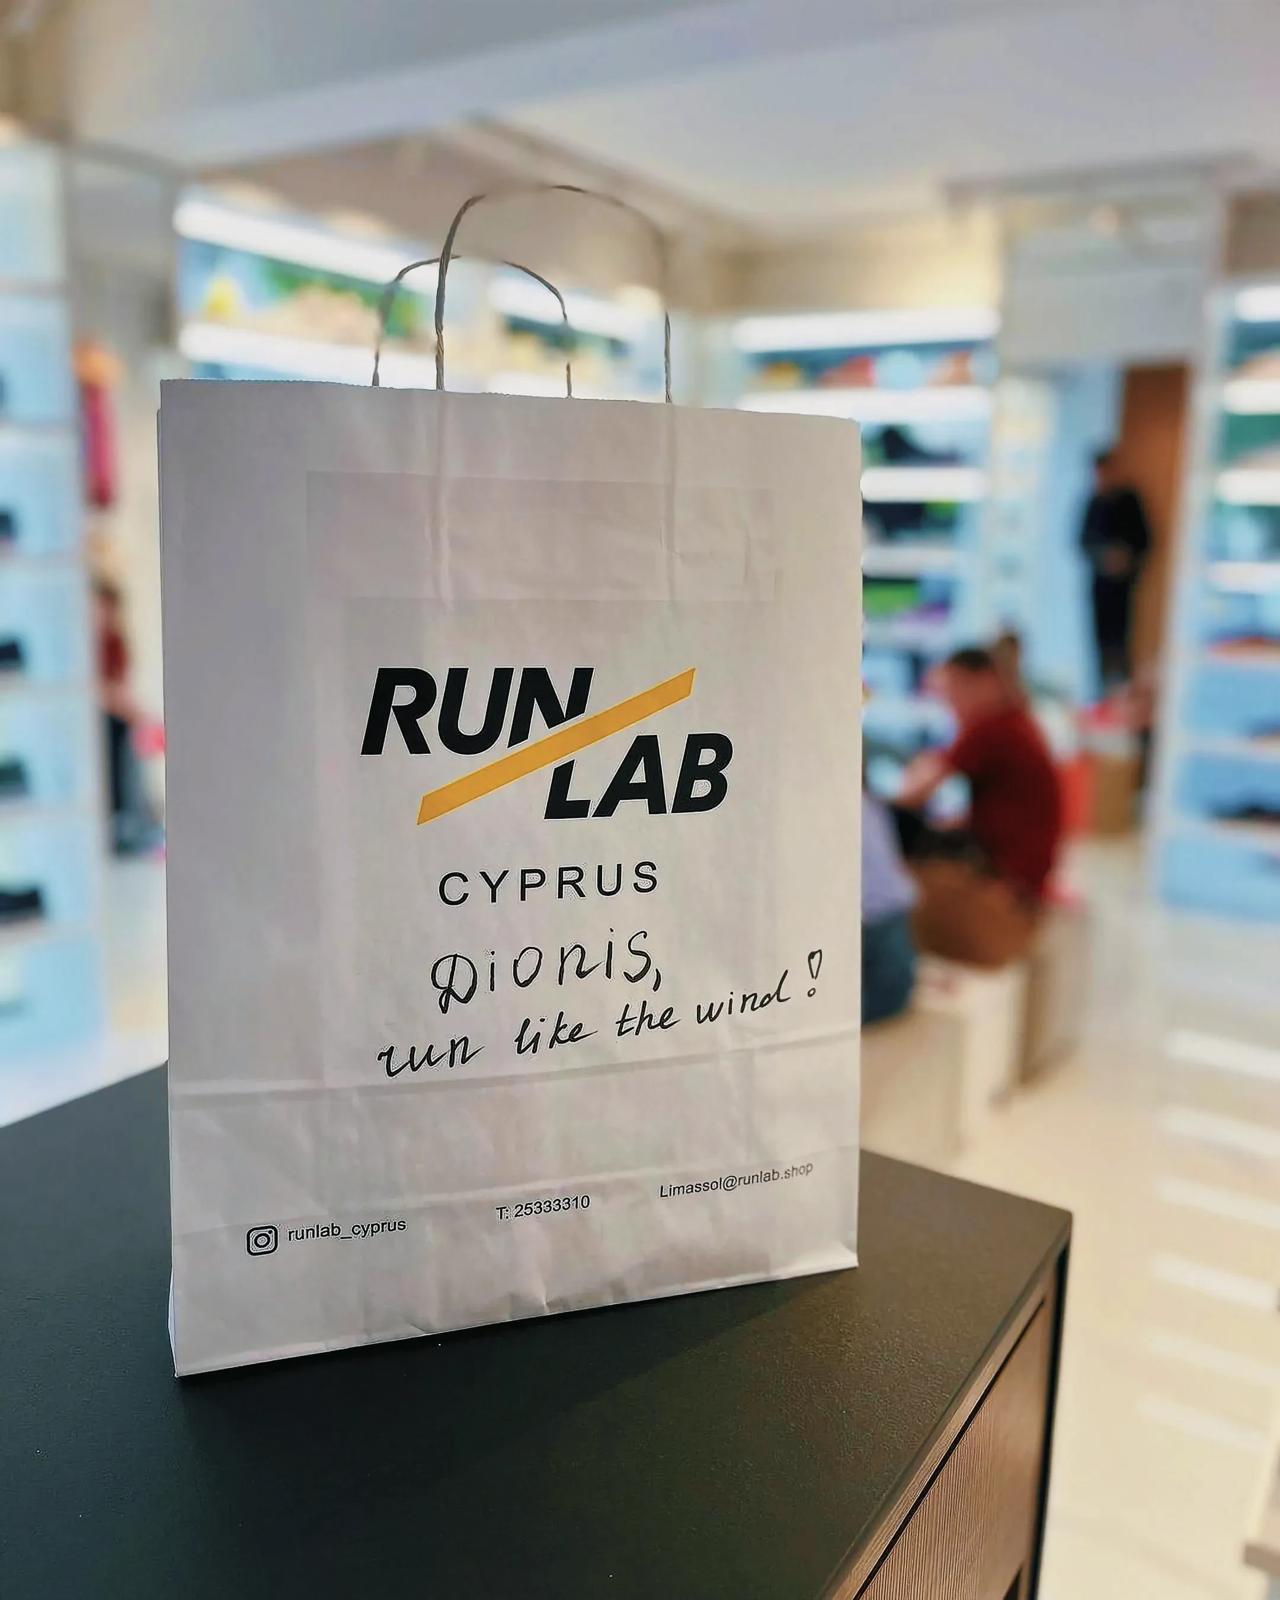 RUN
LAB
CYPRUS
Dionis,
run like the wind!
runlab_cyprus
T: 25333310
Limassol@runlab.shop